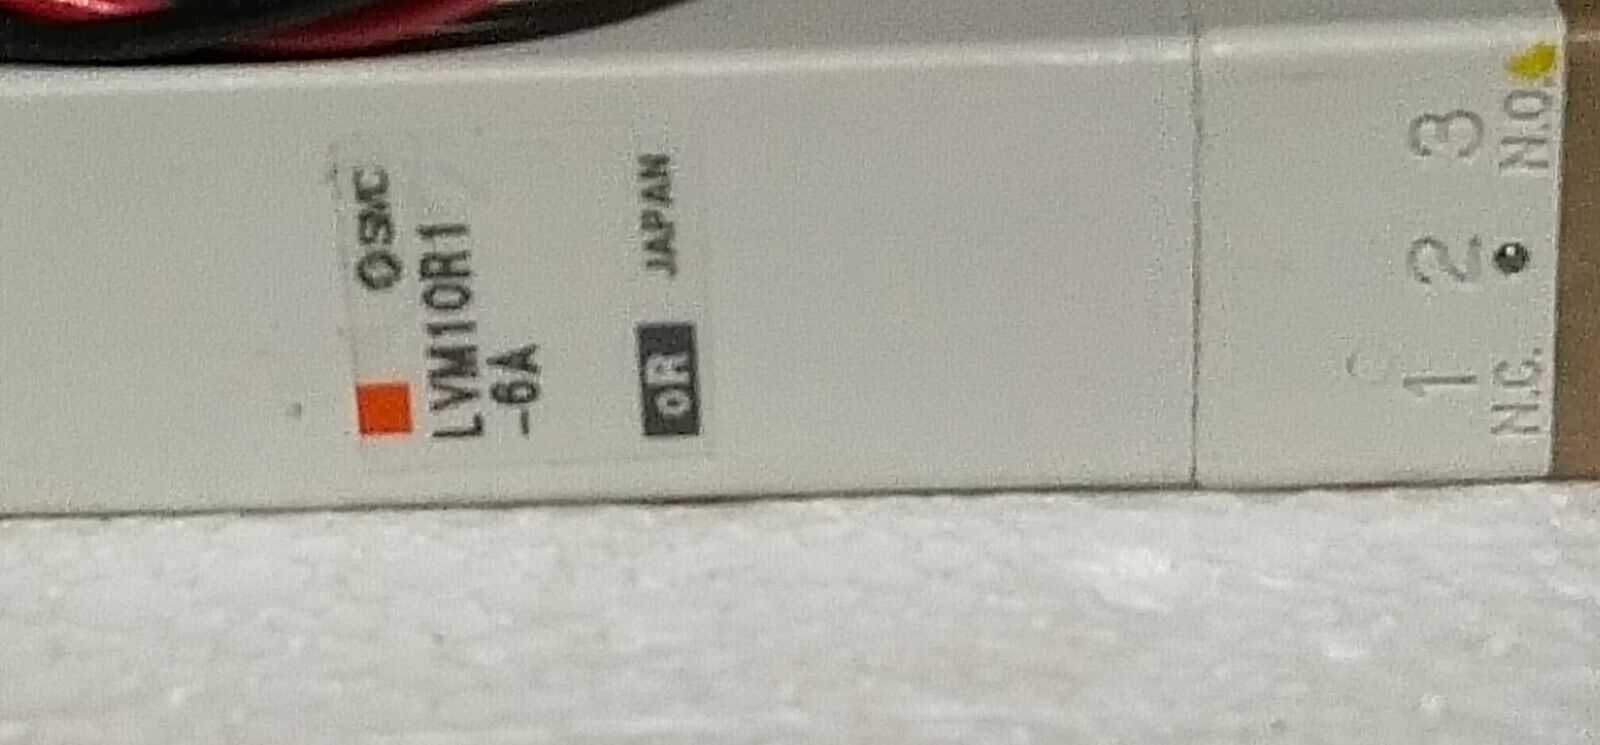 SMC
LVM10R1
-6A
OR JAPAN
1 2 3
N.C. N.O.